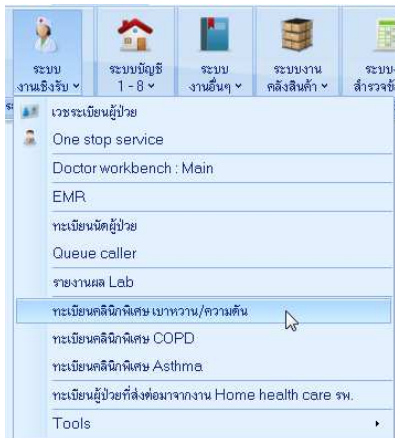 ระบบ
งานเชิงรับ
ระบบบัญชี
1 - 8
ระบบ
งานอื่นๆ
ระบบงาน
คลังสินค้า
ระบบ
สำรวจข้
เวชระเบียนผู้ป่วย
One stop service
Doctor workbench : Main
EMR
ทะเบียนนัดผู้ป่วย
Queue caller
รายงานผล Lab
ทะเบียนคลินิกพิเศษ เบาหวาน/ความดัน
ทะเบียนคลินิกพิเศษ COPD
ทะเบียนคลินิกพิเศษ Asthma
ทะเบียนผู้ป่วยที่ส่งต่อมาจากงาน Home health care รพ.
Tools